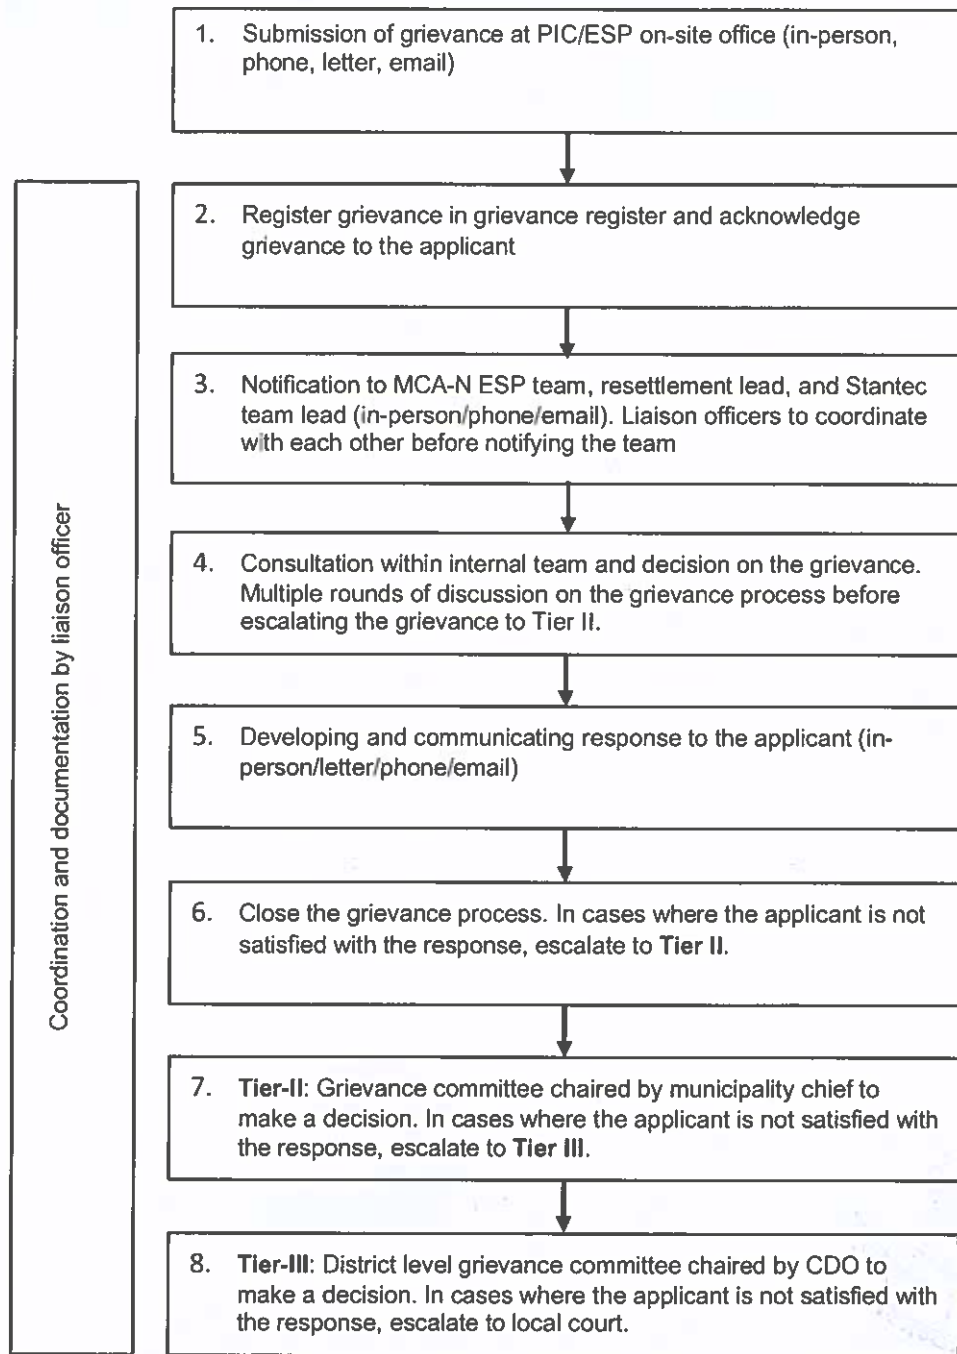 1. Submission of grievance at PIC/ESP on-site office (in-person,
phone, letter, email)
2. Register grievance in grievance register and acknowledge
grievance to the applicant
3. Notification to MCA-N ESP team, resettlement lead, and Stantec
team lead (in-person/phone/email). Liaison officers to coordinate
with each other before notifying the team
4. Consultation within internal team and decision on the grievance.
Multiple rounds of discussion on the grievance process before
escalating the grievance to Tier II.
5. Developing and communicating response to the applicant (in-
person/letter/phone/email)
6. Close the grievance process. In cases where the applicant is not
satisfied with the response, escalate to Tier II.
7. Tier-II: Grievance committee chaired by municipality chief to
make a decision. In cases where the applicant is not satisfied with
the response, escalate to Tier III.
8. Tier-III: District level grievance committee chaired by CDO to
make a decision. In cases where the applicant is not satisfied with
the response, escalate to local court.
Coordination and documentation by liaison officer